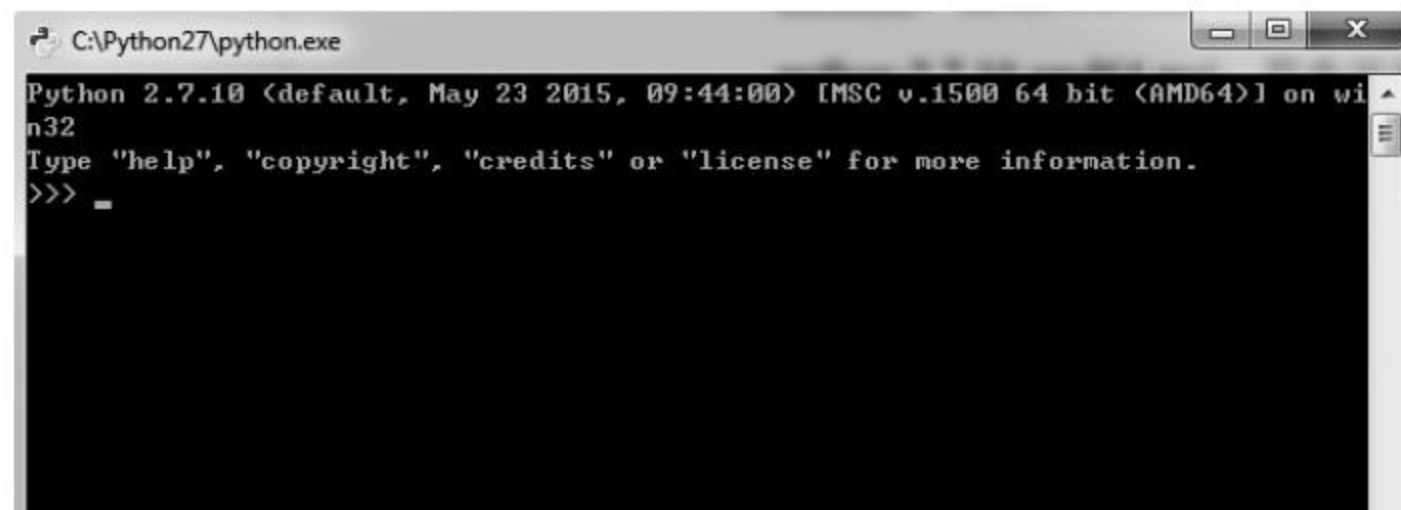 C:\Python27\python.exe
Python 2.7.10 (default, May 23 2015, 09:44:00) [MSC v.1500 64 bit (AMD64)] on wi
n32
Type "help", "copyright", "credits" or "license" for more information.
>>> _